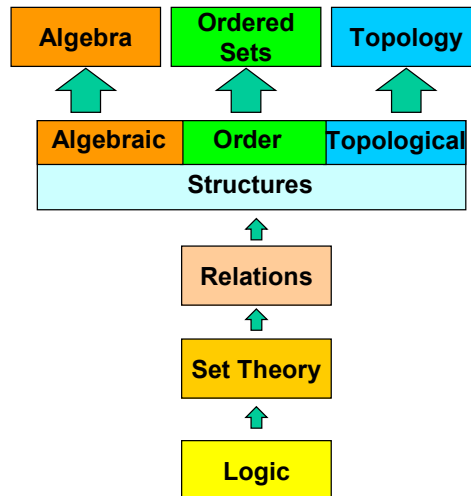 Algebra
Ordered
Sets
Topology
Algebraic
Order
Topological
Structures
Relations
Set Theory
Logic